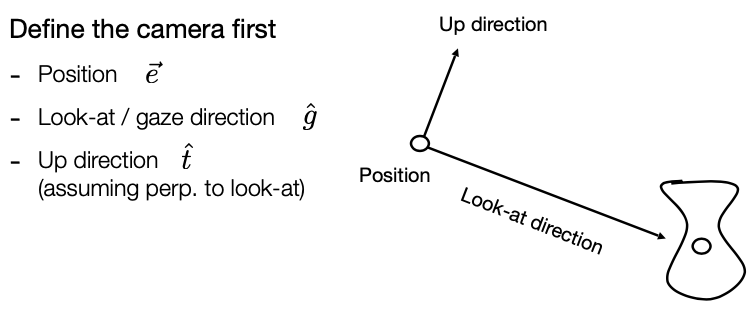 Define the camera first
- Position $\vec{e}$
- Look-at / gaze direction $\hat{g}$
- Up direction $\hat{t}$
(assuming perp. to look-at)
Up direction
Position
Look-at direction